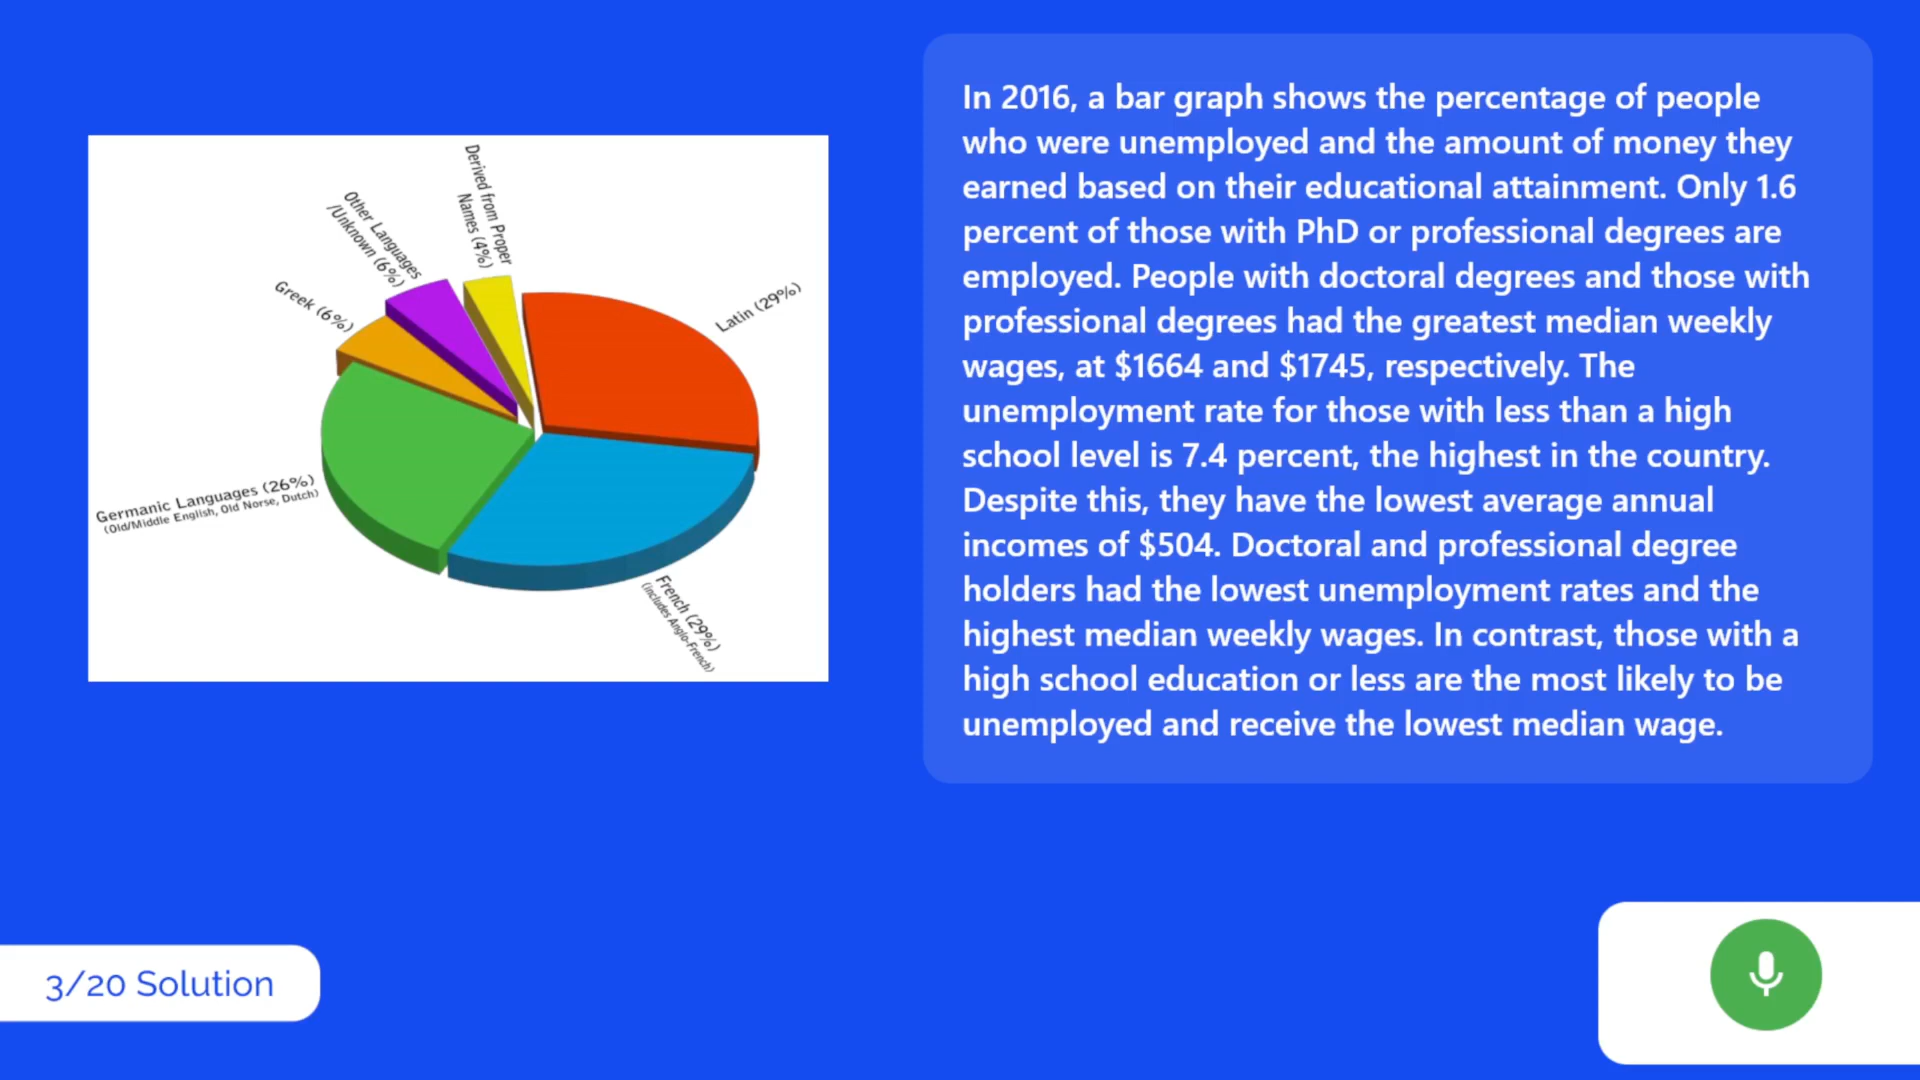 Derived from Proper
Names (4%)
Other Languages
/Unknown (6%)
Greek (6%)
Latin (29%)
Germanic Languages (26%)
(Old/Middle English, Old Norse, Dutch)
French (29%)
(includes Anglo-French)
In 2016, a bar graph shows the percentage of people
who were unemployed and the amount of money they
earned based on their educational attainment. Only 1.6
percent of those with PhD or professional degrees are
employed. People with doctoral degrees and those with
professional degrees had the greatest median weekly
wages, at $1664 and $1745, respectively. The
unemployment rate for those with less than a high
school level is 7.4 percent, the highest in the country.
Despite this, they have the lowest average annual
incomes of $504. Doctoral and professional degree
holders had the lowest unemployment rates and the
highest median weekly wages. In contrast, those with a
high school education or less are the most likely to be
unemployed and receive the lowest median wage.
3/20 Solution